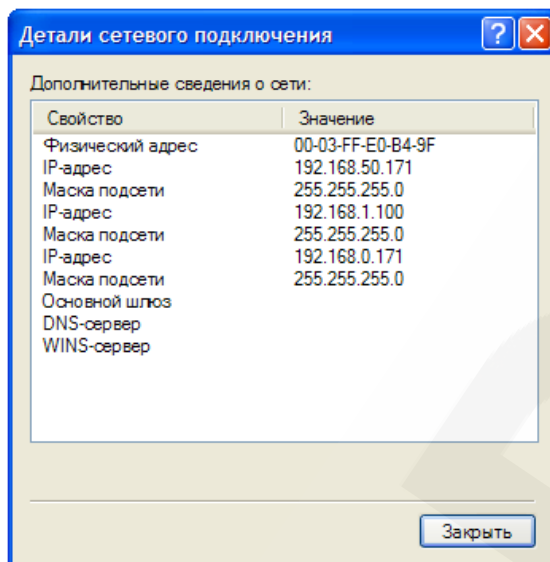 Детали сетевого подключения
Дополнительные сведения о сети:
Свойство Значение
Физический адрес 00-03-FF-E0-B4-9F
IP-адрес 192.168.50.171
Маска подсети 255.255.255.0
IP-адрес 192.168.1.100
Маска подсети 255.255.255.0
IP-адрес 192.168.0.171
Маска подсети 255.255.255.0
Основной шлюз
DNS-сервер
WINS-сервер
Закрыть